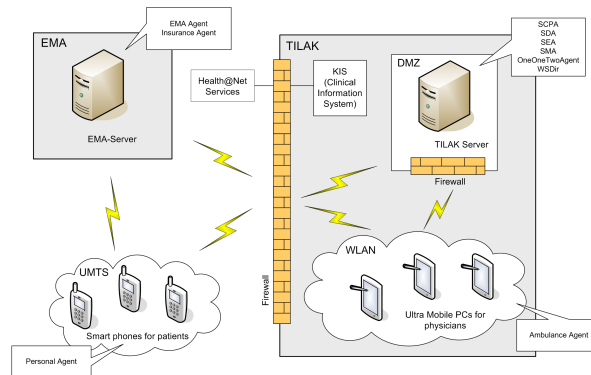 EMA Agent
Insurance Agent
EMA
EMA-Server
Health@Net
Services
TILAK
KIS
(Clinical
Information
System)
DMZ
SCPA
SDA
SEA
SMA
OneOneTwoAgent
WSDir
TILAK Server
Firewall
Firewall
UMTS
Smart phones for patients
Personal Agent
WLAN
Ultra Mobile PCs for
physicians
Ambulance Agent